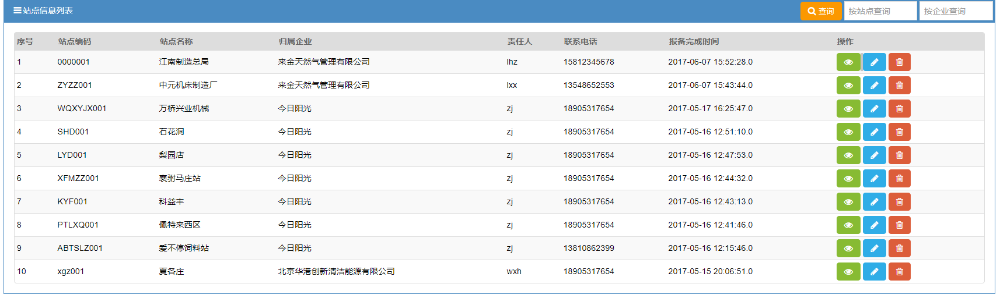 站点信息列表 查询 按站点查询 按企业查询
序号 站点编码 站点名称 归属企业 责任人 联系电话 报备完成时间 操作
1 0000001 江南制造总局 来金天然气管理有限公司 lhz 15812345678 2017-06-07 15:52:28.0
2 ZYZZ001 中元机床制造厂 来金天然气管理有限公司 lxx 13548652553 2017-06-07 15:43:44.0
3 WQXYJX001 万桥兴业机械 今日阳光 zj 18905317654 2017-05-17 16:25:47.0
4 SHD001 石花洞 今日阳光 zj 18905317654 2017-05-16 12:51:10.0
5 LYD001 梨园店 今日阳光 zj 18905317654 2017-05-16 12:47:53.0
6 XFMZZ001 襄驸马庄站 今日阳光 zj 18905317654 2017-05-16 12:44:32.0
7 KYF001 科益丰 今日阳光 zj 18905317654 2017-05-16 12:43:13.0
8 PTLXQ001 佩特来西区 今日阳光 zj 18905317654 2017-05-16 12:41:46.0
9 ABTSLZ001 爱不停饲料站 今日阳光 zj 13810862399 2017-05-16 12:15:46.0
10 xgz001 夏各庄 北京华港创新清洁能源有限公司 wxh 18905317654 2017-05-15 20:06:51.0